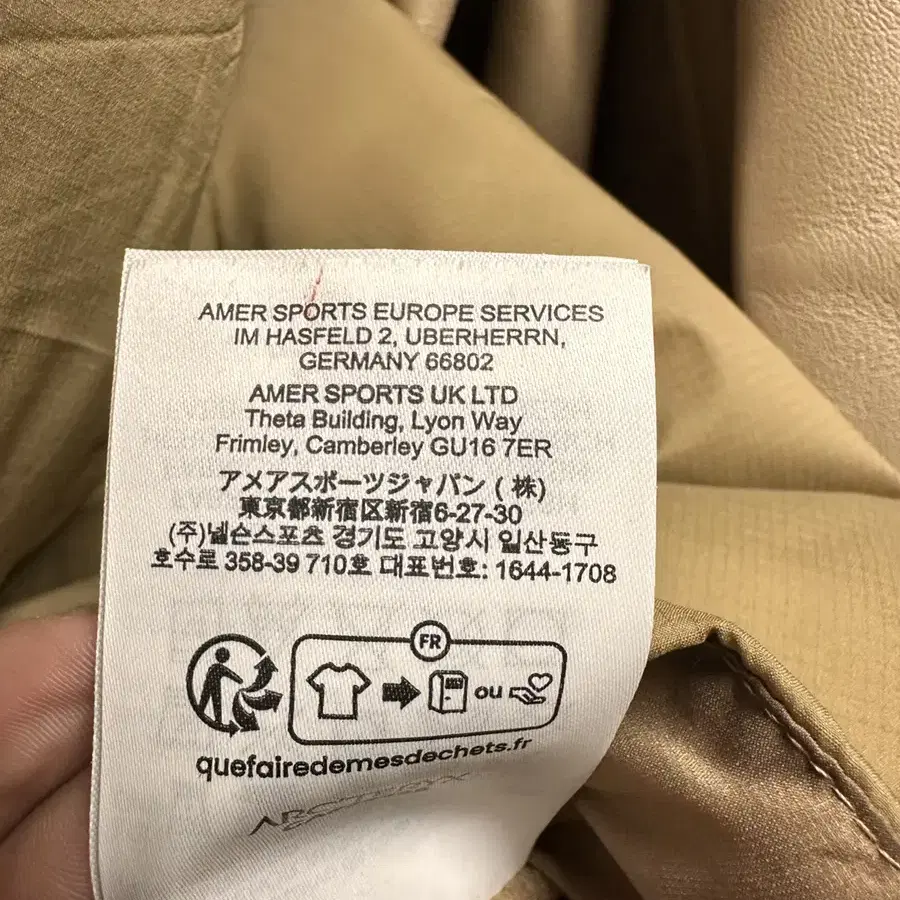 AMER SPORTS EUROPE SERVICES
IM HASFELD 2, UBERHERRN,
GERMANY 66802
AMER SPORTS UK LTD
Theta Building, Lyon Way
Frimley, Camberley GU16 7ER
アメアスポーツジャパン ( 株)
東京都新宿区新宿6-27-30
(주)넬슨스포츠 경기도 고양시 일산동구
호수로 358-39 710호 대표번호: 1644-1708
FR
ou
quefairedemesdechets.fr
ARC'TERYX